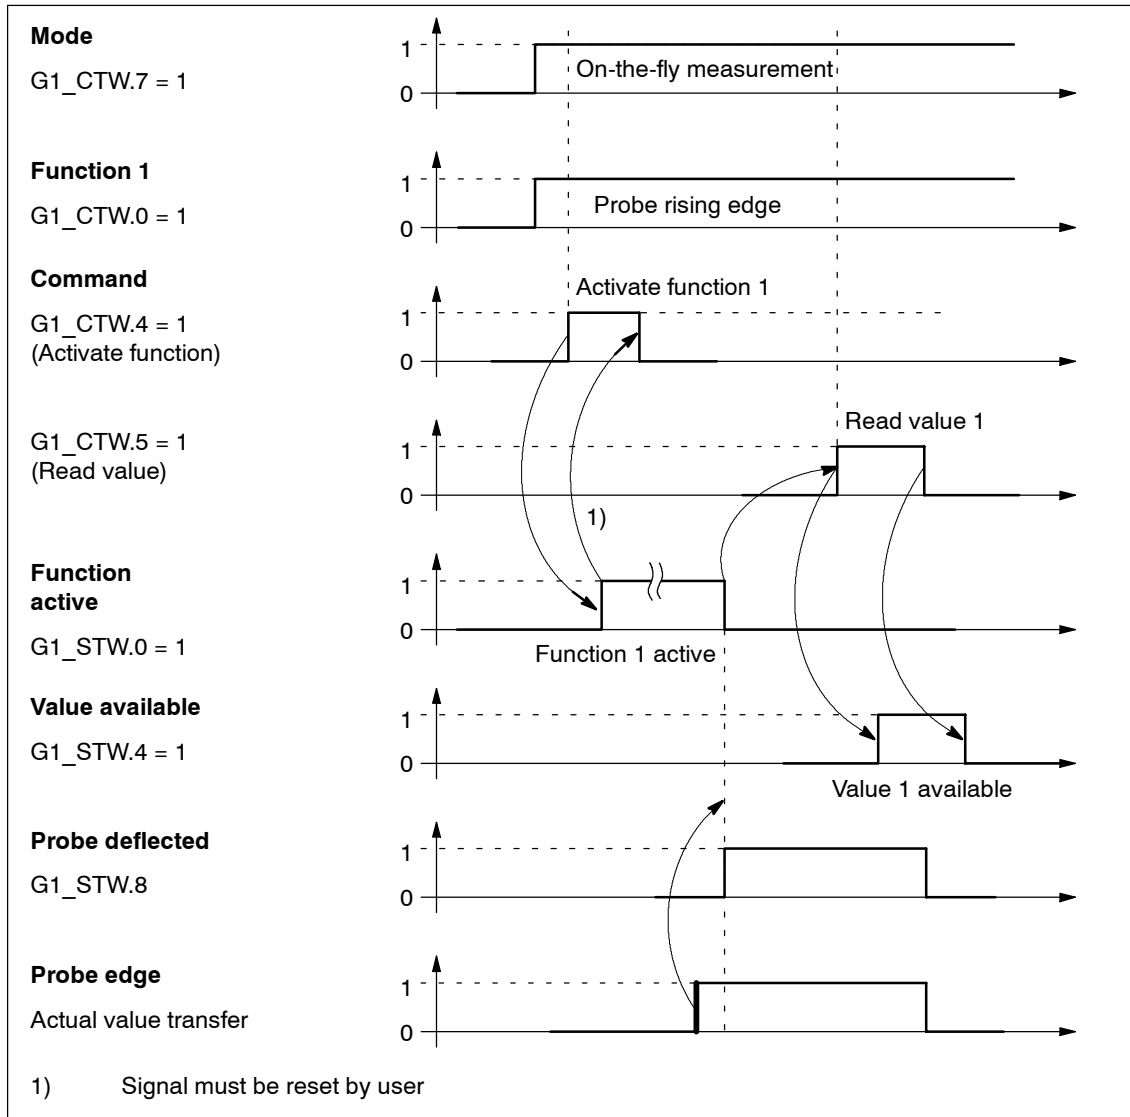 Mode
G1_CTW.7 = 1
1
0
On-the-fly measurement
Function 1
G1_CTW.0 = 1
1
0
Probe rising edge
Command
G1_CTW.4 = 1
(Activate function)
Activate function 1
1
0
G1_CTW.5 = 1
(Read value)
Read value 1
1
0
1)
Function
active
G1_STW.0 = 1
1
0
Function 1 active
Value available
G1_STW.4 = 1
1
0
Value 1 available
Probe deflected
G1_STW.8
1
0
Probe edge
Actual value transfer
1
0
1) Signal must be reset by user